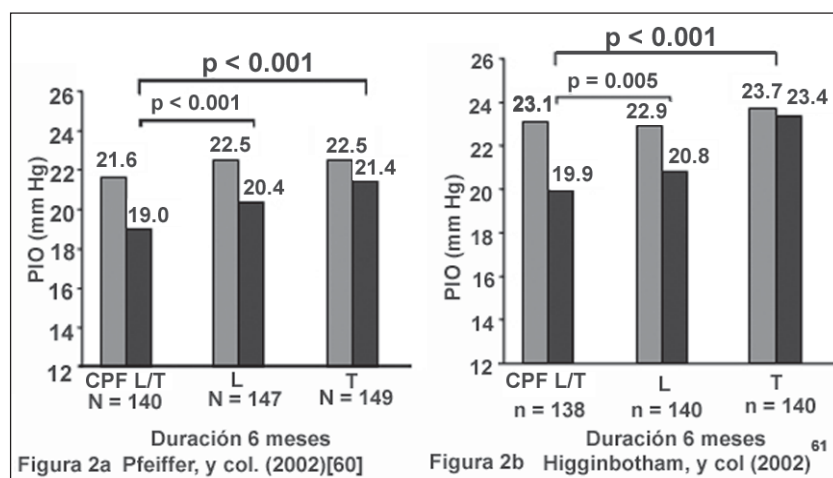 p < 0.001
p < 0.001
26
24
22
20
18
16
14
12
PIO (mm Hg)
21.6
19.0
22.5
20.4
22.5
21.4
CPF L/T
L
T
N = 140
N = 147
N = 149
Duración 6 meses
Figura 2a Pfeiffer, y col. (2002)[60]
p < 0.001
p = 0.005
26
24
22
20
18
16
14
12
PIO (mm Hg)
23.1
19.9
22.9
20.8
23.7
23.4
CPF L/T
L
T
n = 138
n = 140
n = 140
Duración 6 meses
Figura 2b Higginbotham, y col (2002) 61